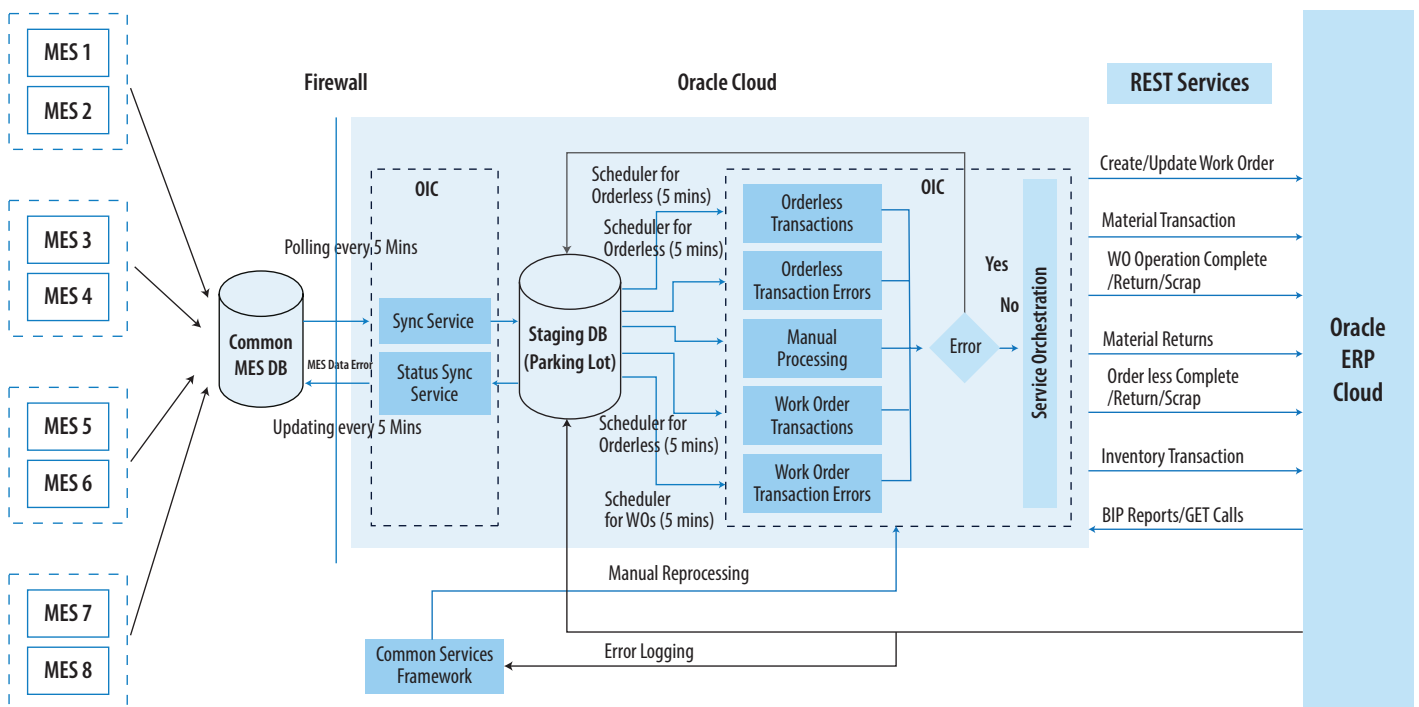 MES 1
MES 2
MES 3
MES 4
MES 5
MES 6
MES 7
MES 8
Common
MES DB
Firewall
Polling every 5 Mins
MES Data Error
Updating every 5 Mins
Oracle Cloud
OIC
Sync Service
Status Sync
Service
Staging DB
(Parking Lot)
Scheduler for
Orderless (5 mins)
Scheduler for
Orderless (5 mins)
Scheduler for
Orderless (5 mins)
Scheduler
for WOs (5 mins)
OIC
Orderless
Transactions
Orderless
Transaction Errors
Manual
Processing
Work Order
Transactions
Work Order
Transaction Errors
Error
Yes
No
Service Orchestration
REST Services
Create/Update Work Order
Material Transaction
WO Operation Complete
/Return/Scrap
Material Returns
Order less Complete
/Return/Scrap
Inventory Transaction
BIP Reports/GET Calls
Oracle
ERP
Cloud
Manual Reprocessing
Common Services
Framework
Error Logging